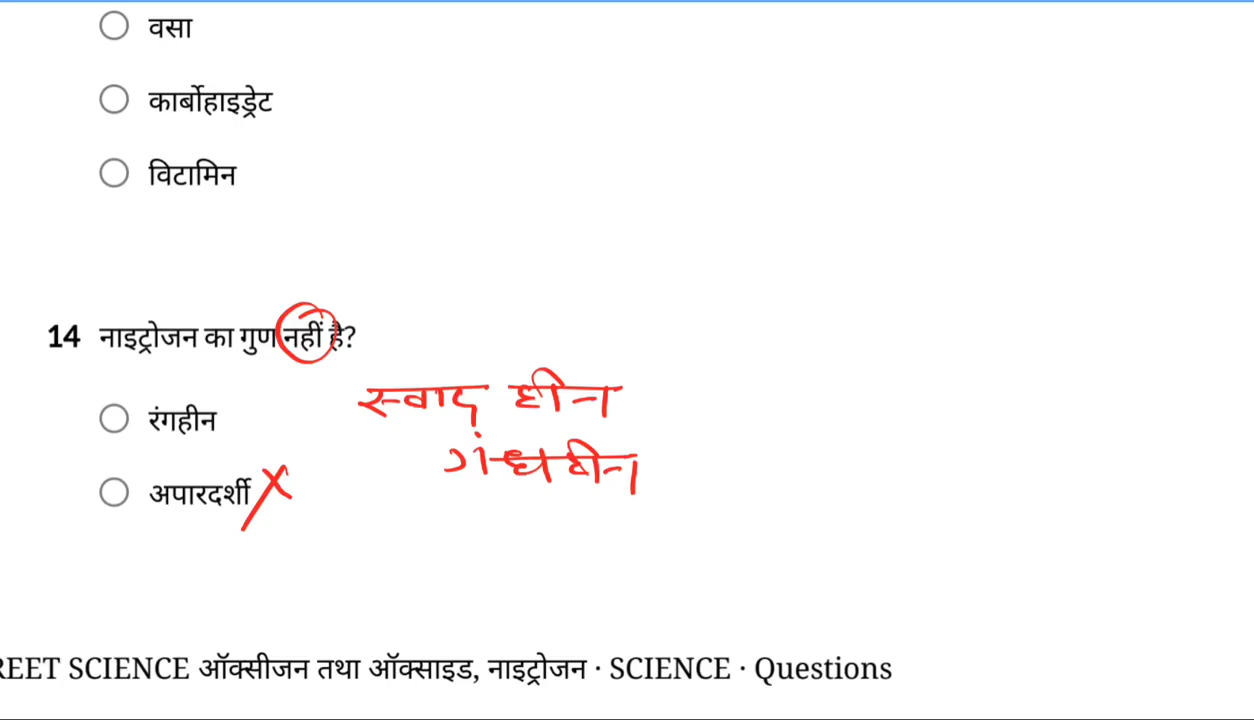 वसा
कार्बोहाइड्रेट
विटामिन
14 नाइट्रोजन का गुण नहीं है?
स्वाद हीन
रंगहीन
गंधहीन
अपारदर्शी
REET SCIENCE ऑक्सीजन तथा ऑक्साइड, नाइट्रोजन · SCIENCE · Questions